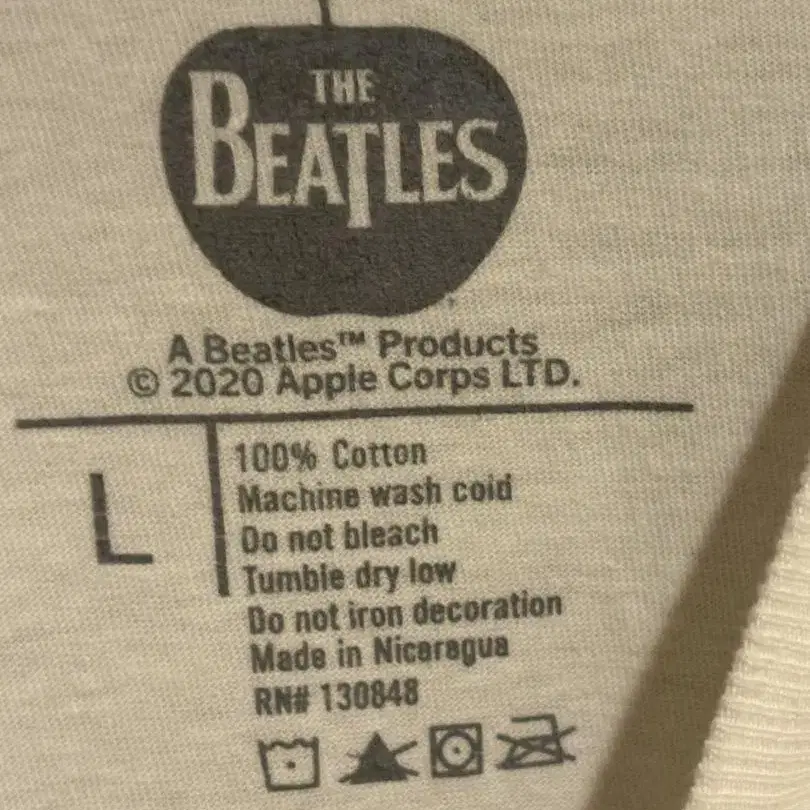 THE
BEATLES
A Beatles™ Products
© 2020 Apple Corps LTD.
L
100% Cotton
Machine wash cold
Do not bleach
Tumble dry low
Do not iron decoration
Made in Nicaragua
RN# 130848